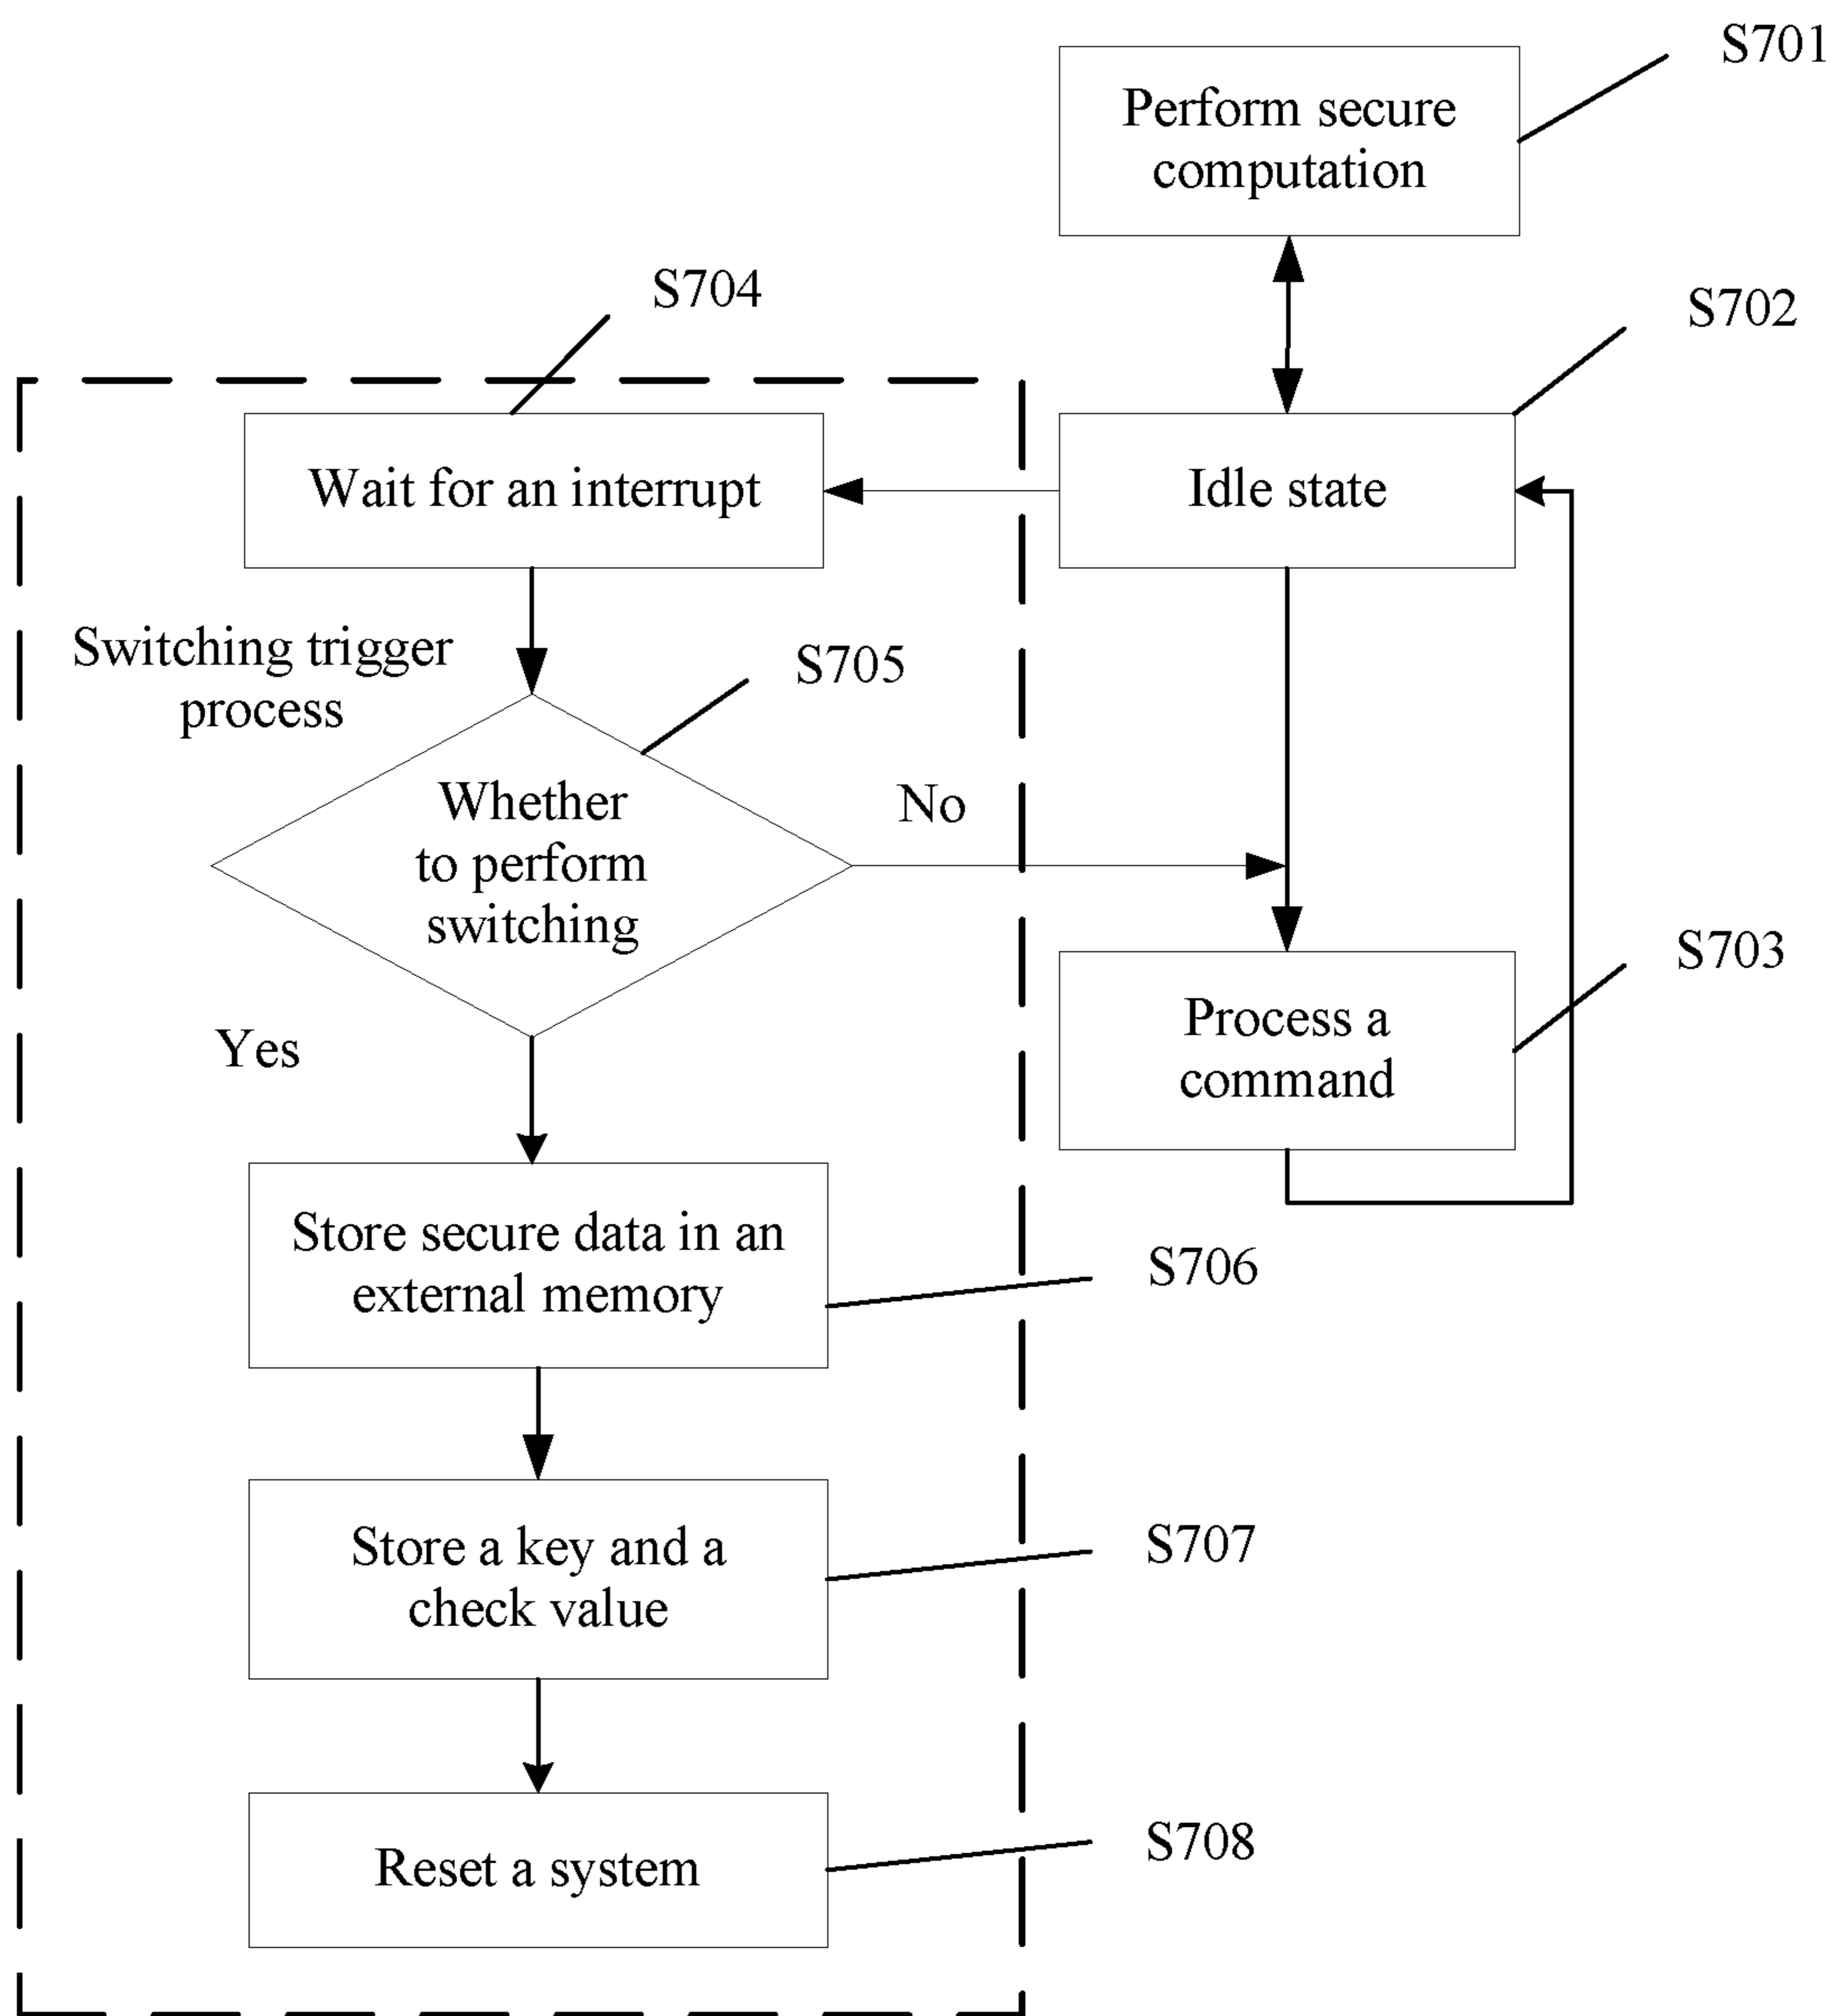 S701
Perform secure
computation
S704
S702
Wait for an interrupt
Idle state
Switching trigger
process
S705
Whether
to perform
switching
No
S703
Process a
command
Yes
Store secure data in an
external memory
S706
Store a key and a
check value
S707
Reset a system
S708